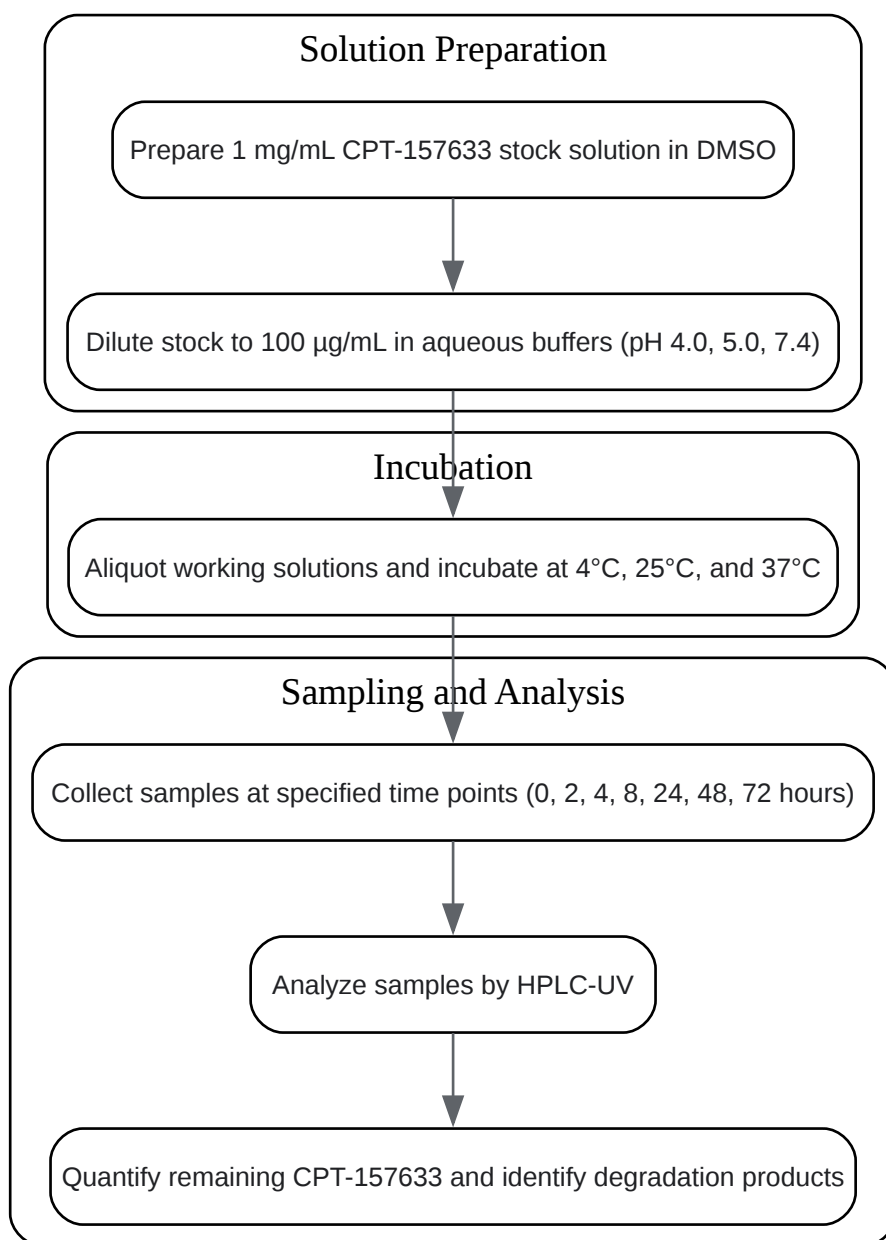 Solution Preparation
Prepare 1 mg/mL CPT-157633 stock solution in DMSO
Dilute stock to 100 µg/mL in aqueous buffers (pH 4.0, 5.0, 7.4)
Incubation
Aliquot working solutions and incubate at 4°C, 25°C, and 37°C
Sampling and Analysis
Collect samples at specified time points (0, 2, 4, 8, 24, 48, 72 hours)
Analyze samples by HPLC-UV
Quantify remaining CPT-157633 and identify degradation products